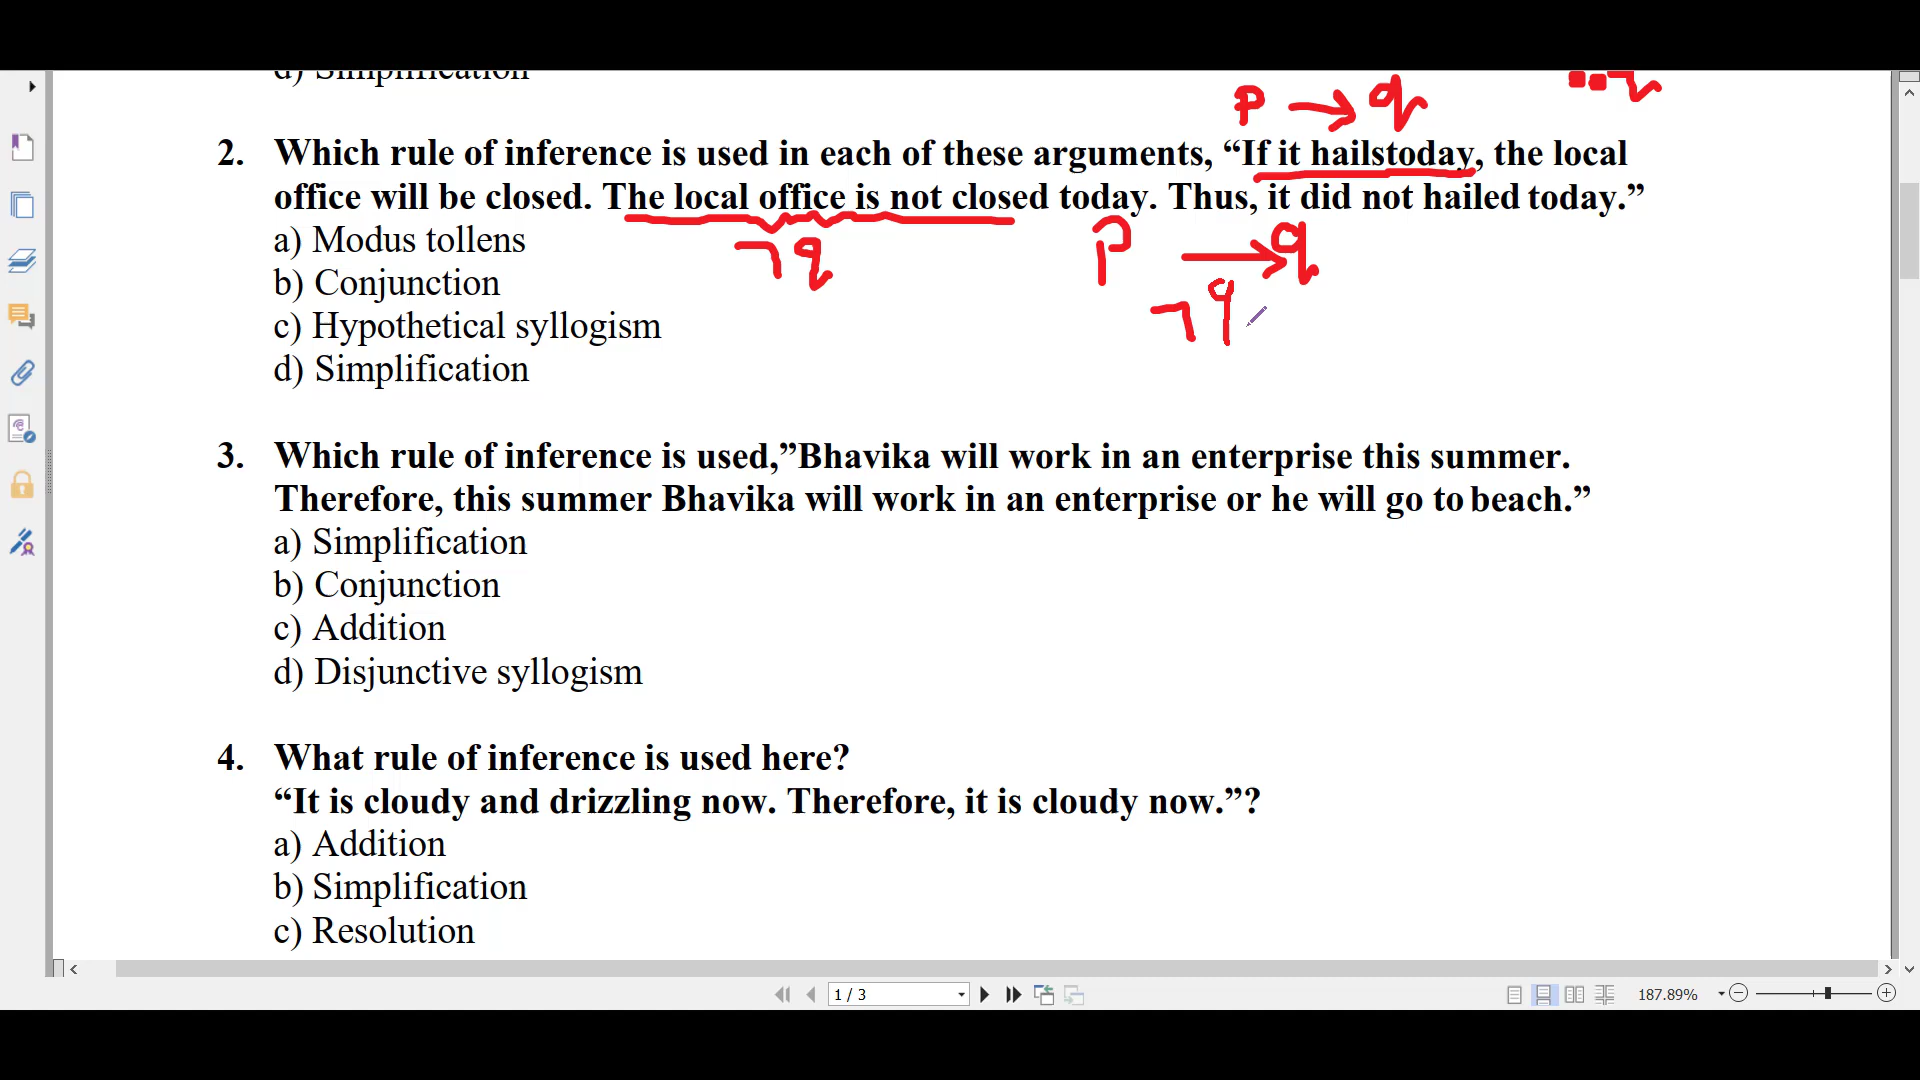 d) Simplification
p → q
q
2. Which rule of inference is used in each of these arguments, “If it hailstoday, the local
office will be closed. The local office is not closed today. Thus, it did not hailed today.”
a) Modus tollens
¬q
P → q
b) Conjunction
¬q
c) Hypothetical syllogism
d) Simplification
3. Which rule of inference is used,”Bhavika will work in an enterprise this summer.
Therefore, this summer Bhavika will work in an enterprise or he will go to beach.”
a) Simplification
b) Conjunction
c) Addition
d) Disjunctive syllogism
4. What rule of inference is used here?
“It is cloudy and drizzling now. Therefore, it is cloudy now.”?
a) Addition
b) Simplification
c) Resolution
1 / 3
187.89%